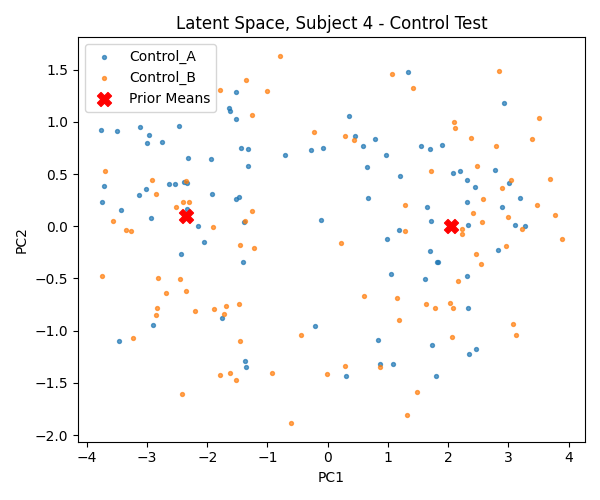 Latent Space, Subject 4 - Control Test
Control_A
Control_B
Prior Means
1.5
1.0
0.5
0.0
−0.5
−1.0
−1.5
−2.0
PC2
−4 −3 −2 −1 0 1 2 3 4
PC1